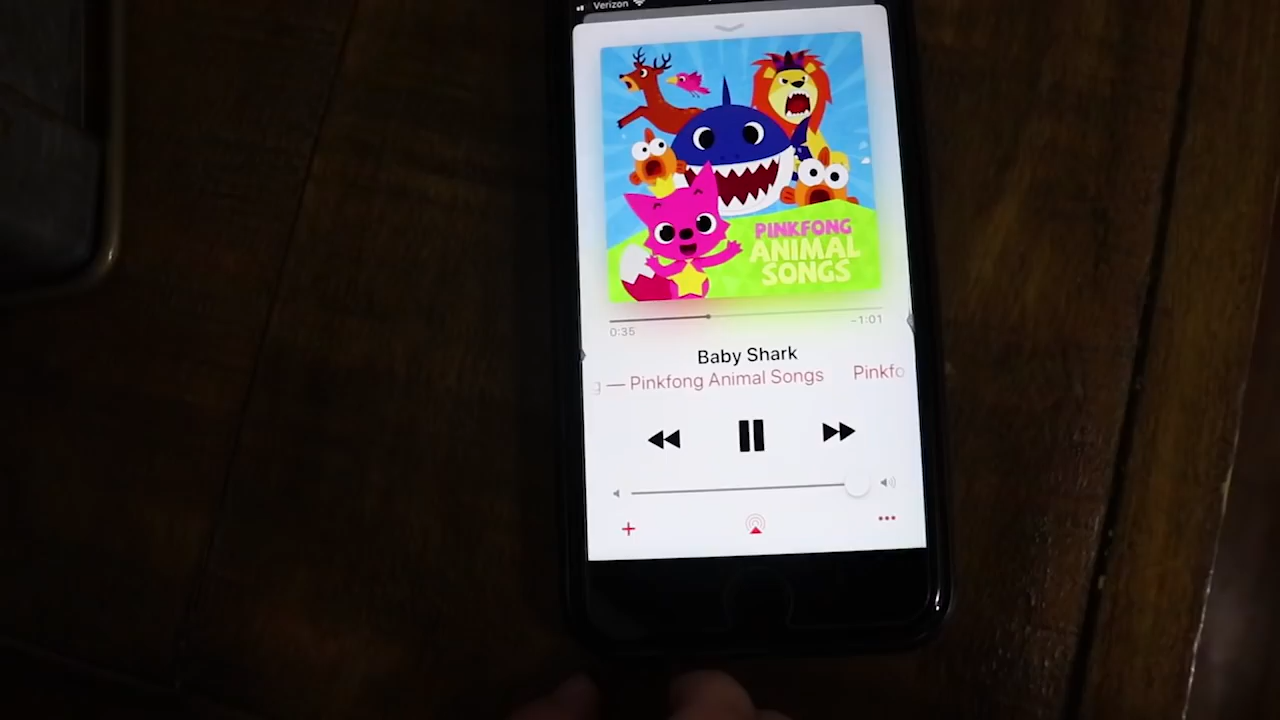 Verizon
PINKFONG
ANIMAL
SONGS
0:35
-1:01
Baby Shark
g — Pinkfong Animal Songs Pinkfo